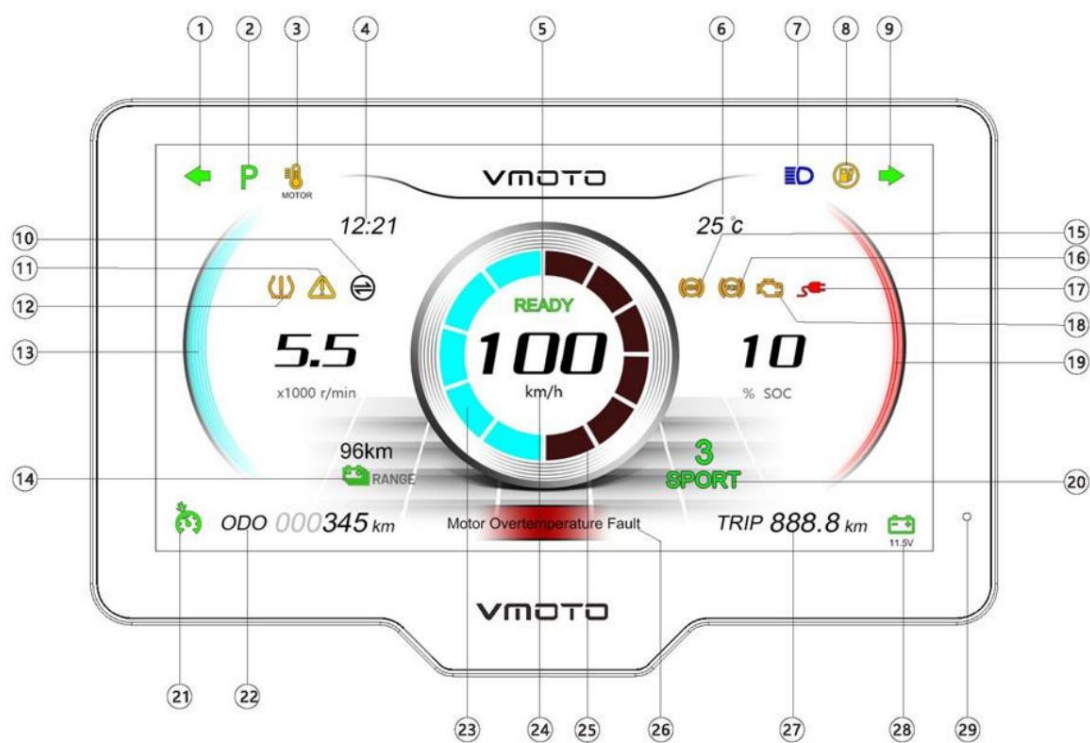 1 2 3 4 5 6 7 8 9
P
MOTOR
VMOTO
12:21
25℃
10
11
12
13
14
15
16
17
18
19
20
READY
5.5
x1000 r/min
100
km/h
10
% SOC
96km
RANGE
3
SPORT
ODO 000345 km
Motor Overtemperature Fault
TRIP 888.8 km
11.5V
VMOTO
21 22 23 24 25 26 27 28 29